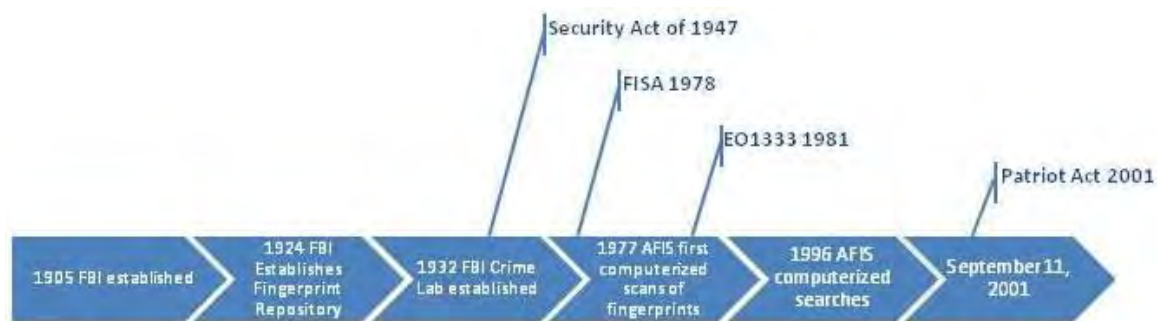 Security Act of 1947
FISA 1978
EO1333 1981
Patriot Act 2001
1905 FBI established
1924 FBI
Establishes
Fingerprint
Repository
1932 FBI Crime
Lab established
1977 AFIS first
computerized
scans of
fingerprints
1996 AFIS
computerized
searches
September 11,
2001